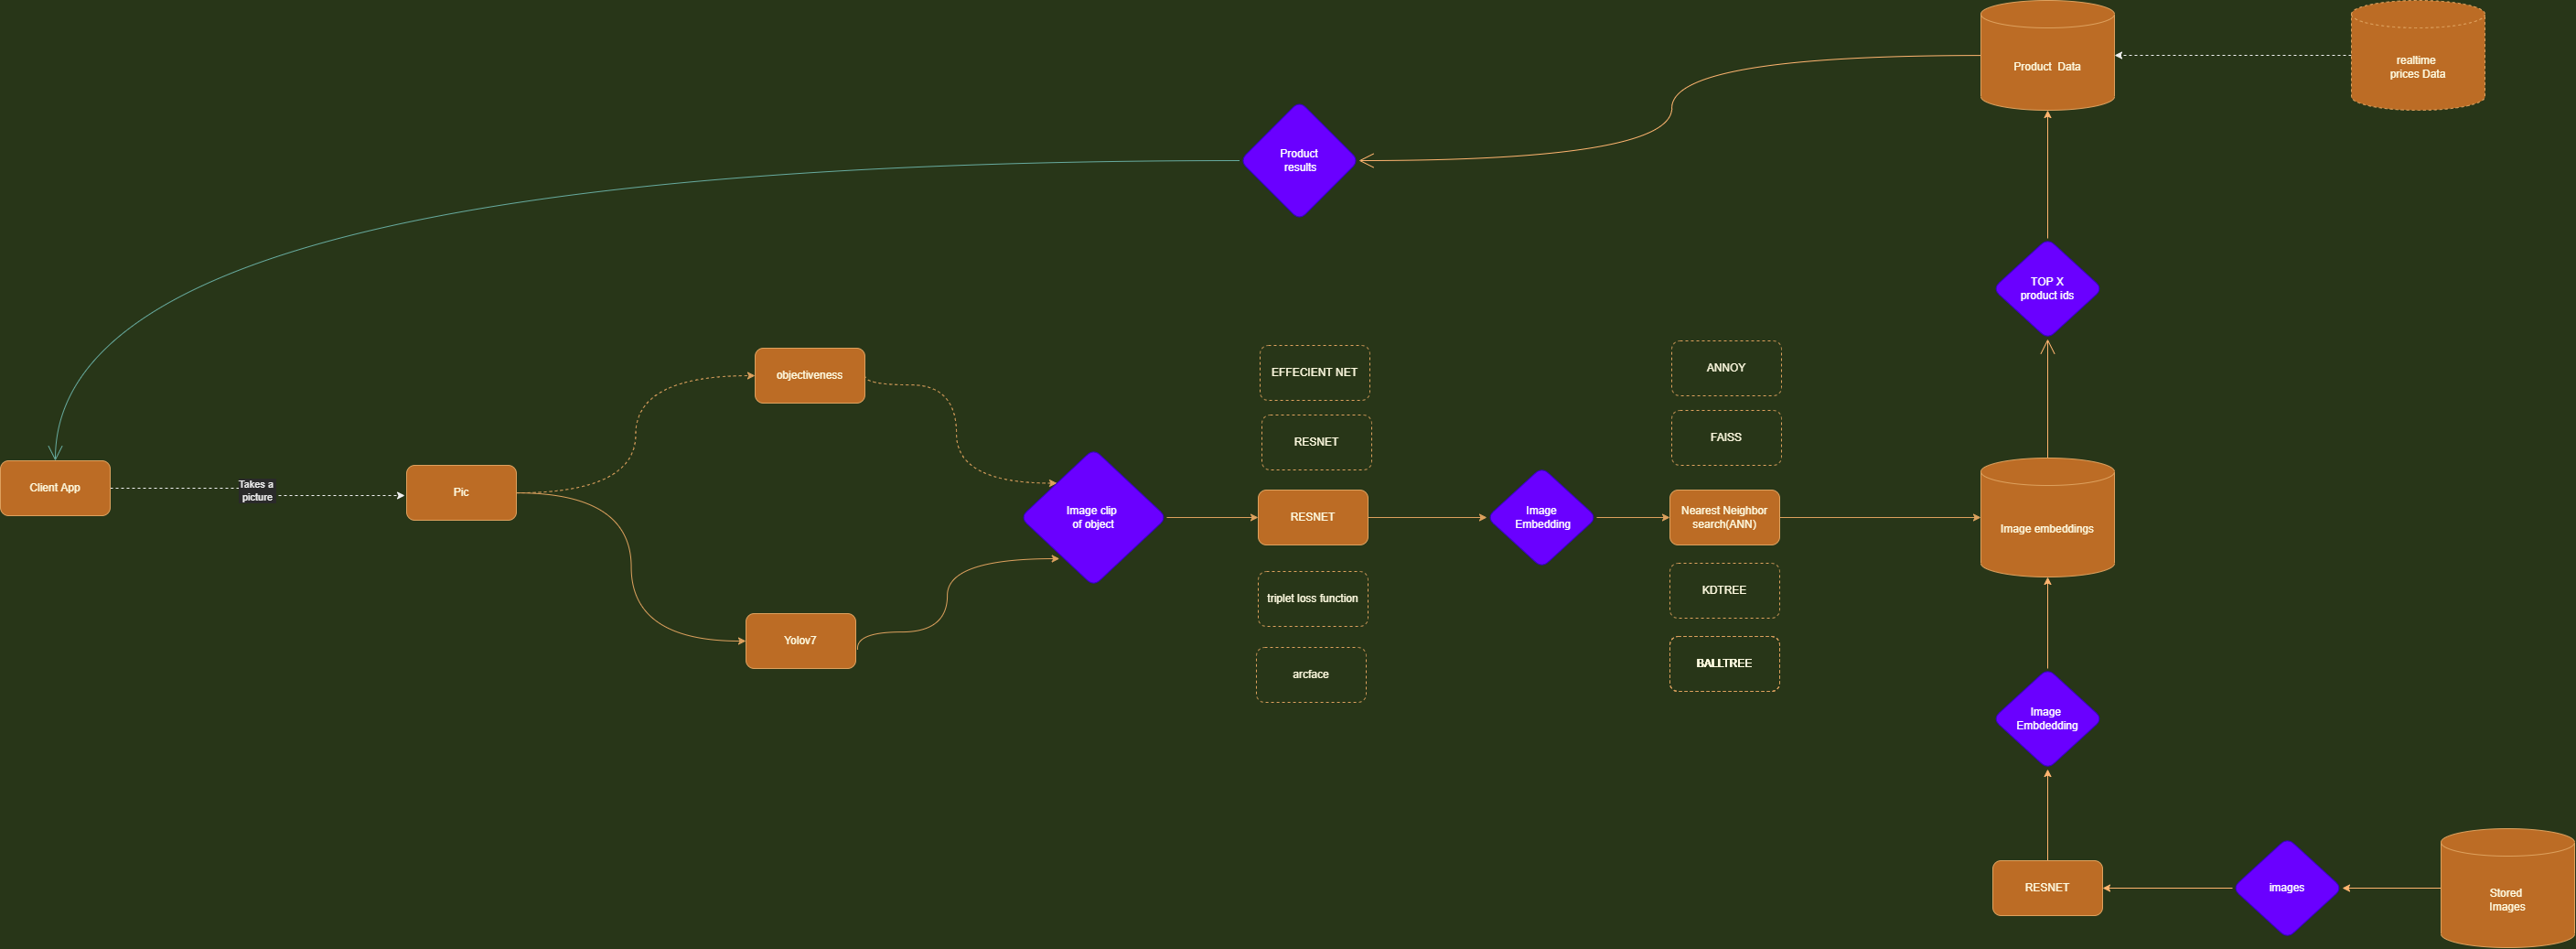 Product  Data
realtime
prices Data
Product
results
TOP X
product ids
objectiveness
EFFECIENT NET
ANNOY
RESNET
FAISS
Client App
Takes a
picture
Pic
Image clip
of object
RESNET
Image
Embedding
Nearest Neighbor
search(ANN)
Image embeddings
triplet loss function
KDTREE
Yolov7
arcface
BALLTREE
Image
Embdedding
RESNET
images
Stored
Images